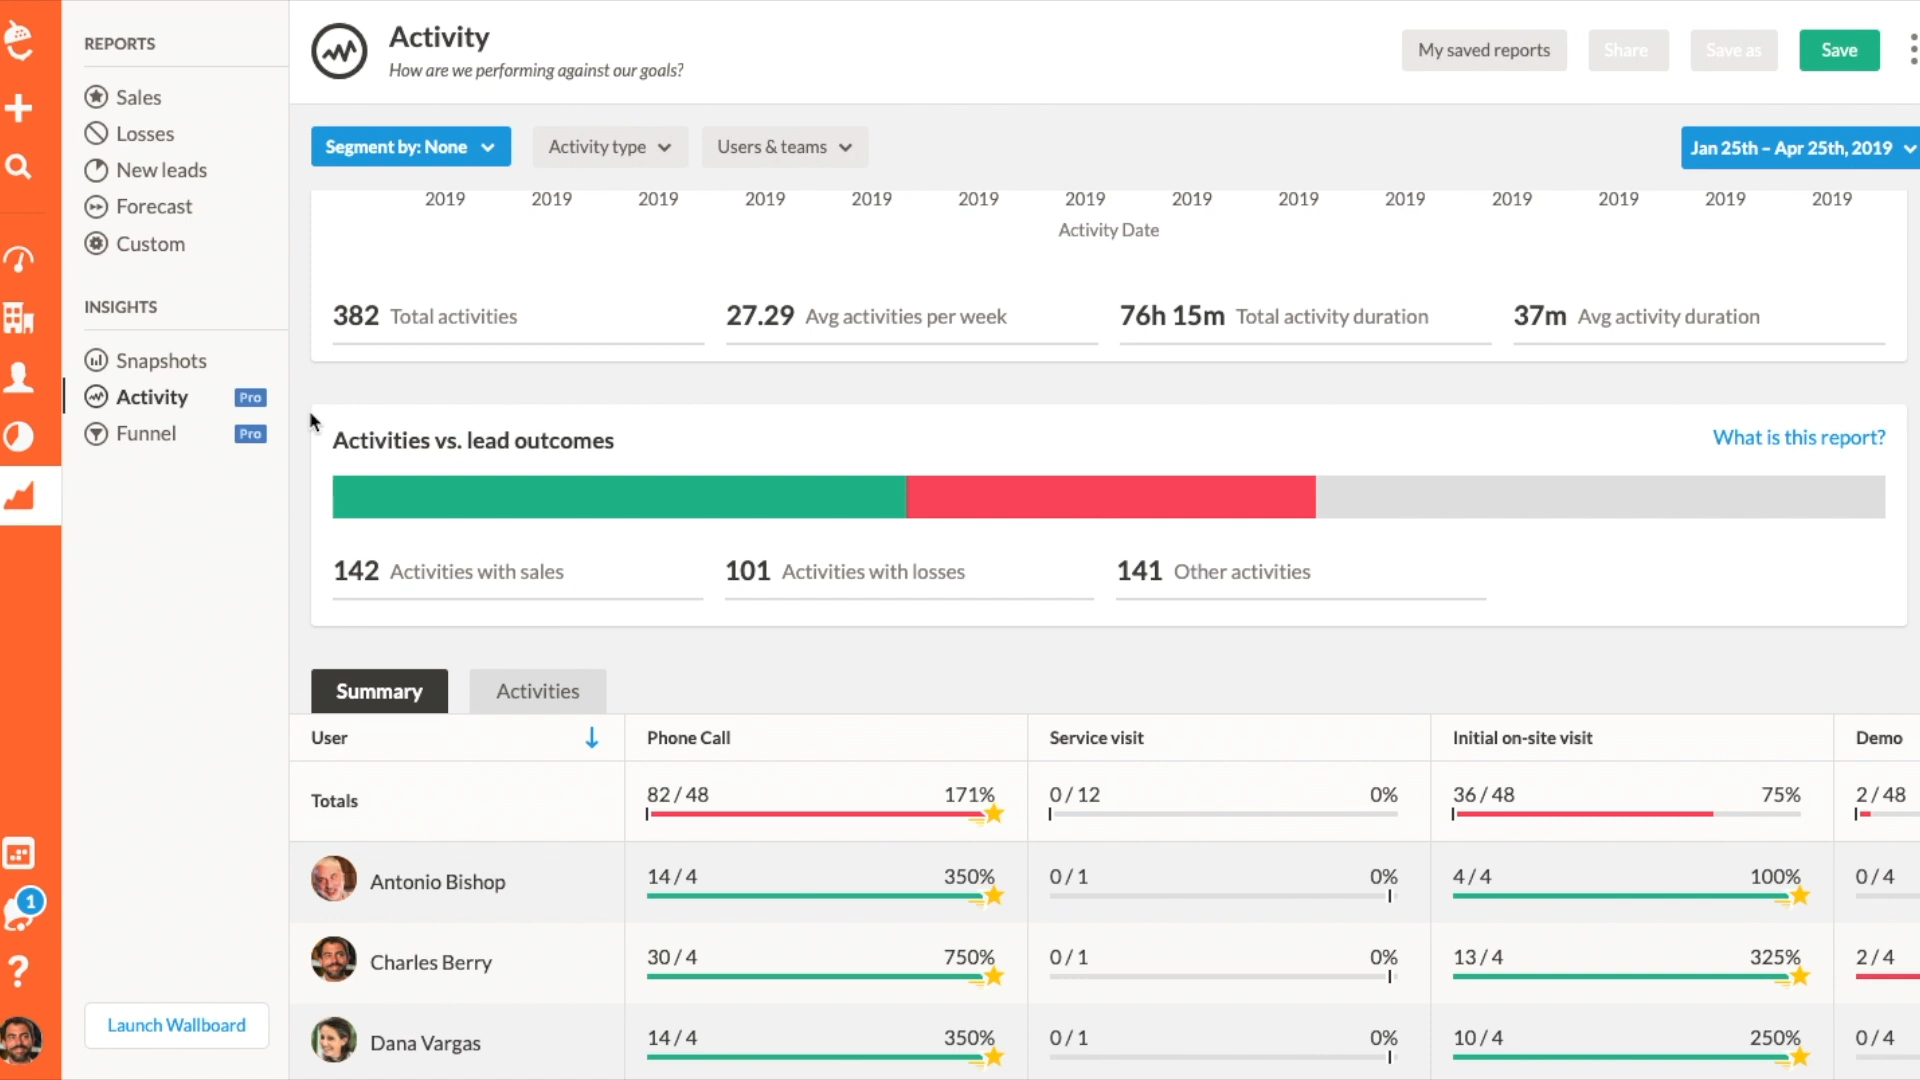 REPORTS
Sales
Losses
New leads
Forecast
Custom
INSIGHTS
Snapshots
Activity Pro
Funnel Pro
1
?
Launch Wallboard
Activity
How are we performing against our goals?
My saved reports Share Save as Save
Segment by: None Activity type Users & teams Jan 25th – Apr 25th, 2019
2019 2019 2019 2019 2019 2019 2019 2019 2019 2019 2019 2019 2019 2019
Activity Date
382 Total activities 27.29 Avg activities per week 76h 15m Total activity duration 37m Avg activity duration
Activities vs. lead outcomes What is this report?
142 Activities with sales 101 Activities with losses 141 Other activities
Summary Activities
User Phone Call Service visit Initial on-site visit Demo
Totals 82 / 48 171% 0 / 12 0% 36 / 48 75% 2 / 48
Antonio Bishop 14 / 4 350% 0 / 1 0% 4 / 4 100% 0 / 4
Charles Berry 30 / 4 750% 0 / 1 0% 13 / 4 325% 2 / 4
Dana Vargas 14 / 4 350% 0 / 1 0% 10 / 4 250% 0 / 4